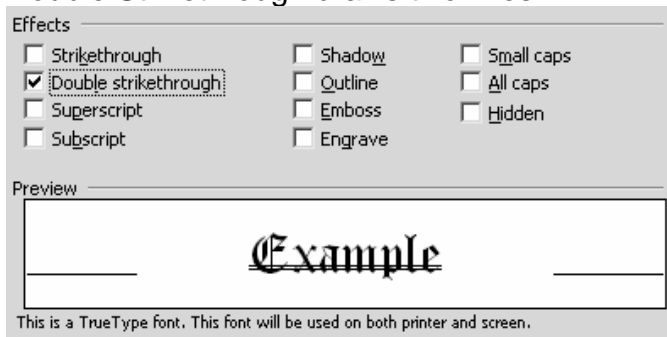 Effects
Strikethrough Shadow Small caps
Double strikethrough Outline All caps
Superscript Emboss Hidden
Subscript Engrave
Preview
Example
This is a TrueType font. This font will be used on both printer and screen.